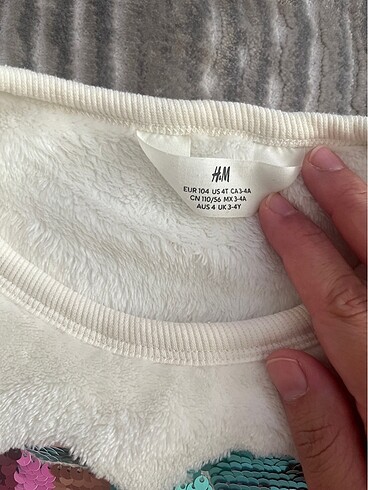 H&M
EUR 104 US 4T CA 3-4A
CN 110/56 MX 3-4A
AUS 4 UK 3-4Y